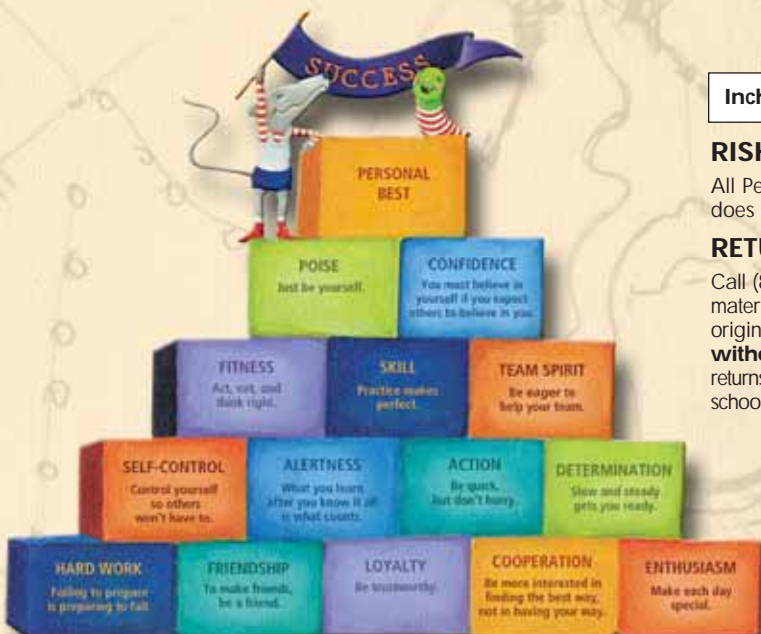 SUCCESS
PERSONAL
BEST
POISE
Just be yourself.
CONFIDENCE
You must believe in
yourself if you expect
others to believe in you.
FITNESS
Act, eat, and
think right.
SKILL
Practice makes
perfect.
TEAM SPIRIT
Be eager to
help your team.
SELF-CONTROL
Control yourself
so others
won't have to.
ALERTNESS
What you learn
after you know it all
is what counts.
ACTION
Be quick,
but don't hurry.
DETERMINATION
Slow and steady
gets you ready.
HARD WORK
Failing to prepare
is preparing to fail.
FRIENDSHIP
To make friends,
be a friend.
LOYALTY
Be trustworthy.
COOPERATION
Be more interested in
finding the best way,
not in having your way.
ENTHUSIASM
Make each day
special.
Incl
RISK
All Pe
does
RETU
Call (8
mater
origin
witho
returns
schoo